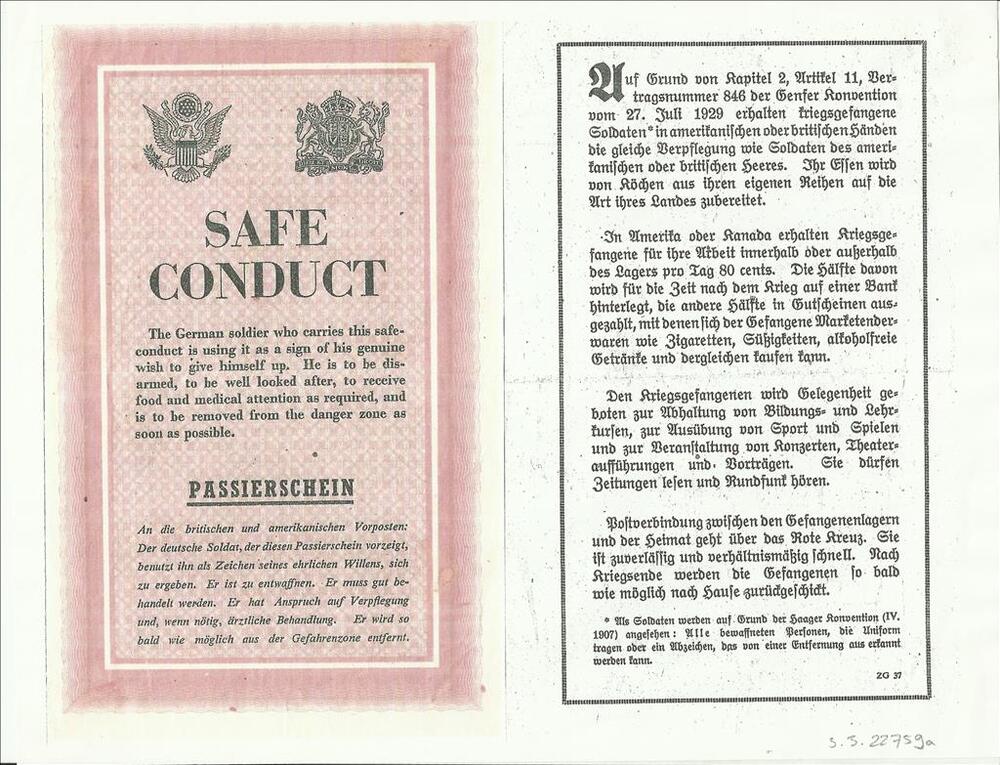 SAFE
CONDUCT
The German soldier who carries this safe-
conduct is using it as a sign of his genuine
wish to give himself up. He is to be dis-
armed, to be well looked after, to receive
food and medical attention as required, and
is to be removed from the danger zone as
soon as possible.
PASSIERSCHEIN
An die britischen und amerikanischen Vorposten:
Der deutsche Soldat, der diesen Passierschein vorzeigt,
benutzt ihn als Zeichen seines ehrlichen Willens, sich
zu ergeben. Er ist zu entwaffnen. Er muss gut be-
handelt werden. Er hat Anspruch auf Verpflegung
und, wenn nötig, ärztliche Behandlung. Er wird so
bald wie möglich aus der Gefahrenzone entfernt.
Auf Grund von Kapitel 2, Artikel 11, Ver-
tragsnummer 846 der Genfer Konvention
vom 27. Juli 1929 erhalten kriegsgefangene
Soldaten* in amerikanischen oder britischen Händen
die gleiche Verpflegung wie Soldaten des ameri-
kanischen oder britischen Heeres. Ihr Essen wird
von Köchen aus ihren eigenen Reihen auf die
Art ihres Landes zubereitet.
In Amerika oder Kanada erhalten Kriegsge-
fangene für ihre Arbeit innerhalb oder außerhalb
des Lagers pro Tag 80 cents. Die Hälfte davon
wird für die Zeit nach dem Krieg auf einer Bank
hinterlegt, die andere Hälfte in Gutscheinen aus-
gezahlt, mit denen sich der Gefangene Marketender-
waren wie Zigaretten, Süßigkeiten, alkoholfreie
Getränke und dergleichen kaufen kann.
Den Kriegsgefangenen wird Gelegenheit ge-
boten zur Abhaltung von Bildungs- und Lehr-
kursen, zur Ausübung von Sport und Spielen
und zur Veranstaltung von Konzerten, Theater-
aufführungen und Vorträgen. Sie dürfen
Zeitungen lesen und Rundfunk hören.
Postverbindung zwischen den Gefangenenlagern
und der Heimat geht über das Rote Kreuz. Sie
ist zuverlässig und verhältnismäßig schnell. Nach
Kriegsende werden die Gefangenen so bald
wie möglich nach Hause zurückgeschickt.
* Als Soldaten werden auf Grund der Haager Konvention (IV.
1907) angesehen: Alle bewaffneten Personen, die Uniform
tragen oder ein Abzeichen, das von einer Entfernung aus erkannt
werden kann.
ZG 37
S.S. 22759a